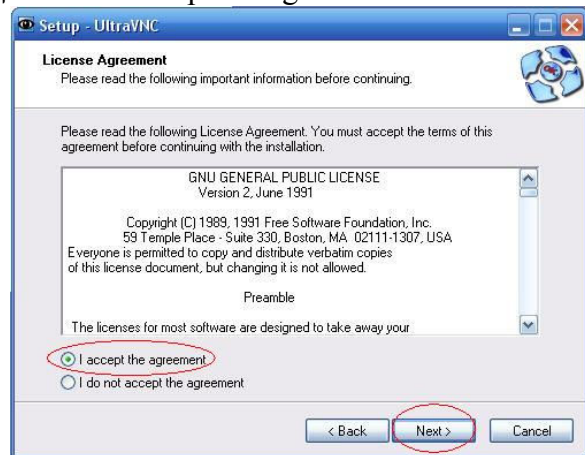 Setup - UltraVNC
License Agreement
Please read the following important information before continuing.
Please read the following License Agreement. You must accept the terms of this
agreement before continuing with the installation.
GNU GENERAL PUBLIC LICENSE
Version 2, June 1991
Copyright (C) 1989, 1991 Free Software Foundation, Inc.
59 Temple Place - Suite 330, Boston, MA 02111-1307, USA
Everyone is permitted to copy and distribute verbatim copies
of this license document, but changing it is not allowed.
Preamble
The licenses for most software are designed to take away your
I accept the agreement
I do not accept the agreement
< Back Next > Cancel